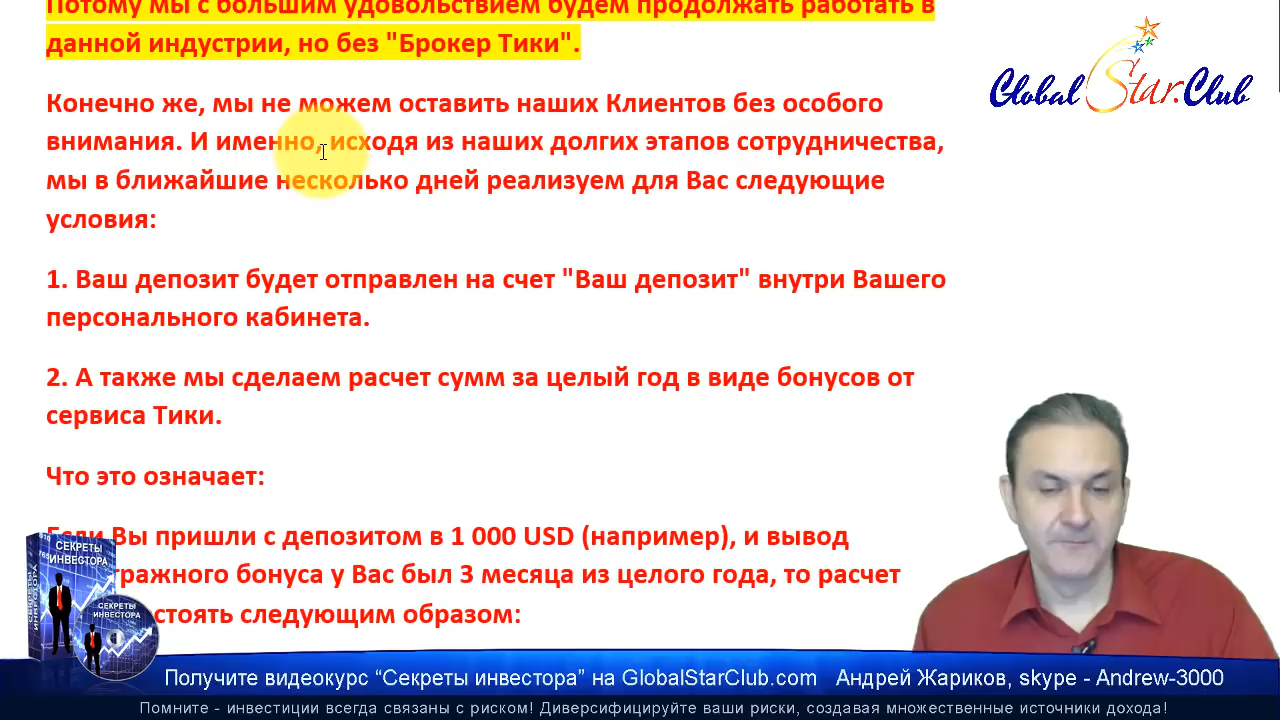 Потому мы с большим удовольствием будем продолжать работать в
данной индустрии, но без "Брокер Тики".
Global Star.Club
Конечно же, мы не можем оставить наших Клиентов без особого
внимания. И именно, исходя из наших долгих этапов сотрудничества,
мы в ближайшие несколько дней реализуем для Вас следующие
условия:
1. Ваш депозит будет отправлен на счет "Ваш депозит" внутри Вашего
персонального кабинета.
2. А также мы сделаем расчет сумм за целый год в виде бонусов от
сервиса Тики.
Что это означает:
Если Вы пришли с депозитом в 1 000 USD (например), и вывод
тражного бонуса у Вас был 3 месяца из целого года, то расчет
стоять следующим образом:
СЕКРЕТЫ
ИНВЕСТОРА
СЕКРЕТЫ
ИНВЕСТОРА
СЕКРЕТЫ
ИНВЕСТОРА
Получите видеокурс “Секреты инвестора” на GlobalStarClub.com Андрей Жариков, skype - Andrew-3000
Помните - инвестиции всегда связаны с риском! Диверсифицируйте ваши риски, создавая множественные источники дохода!